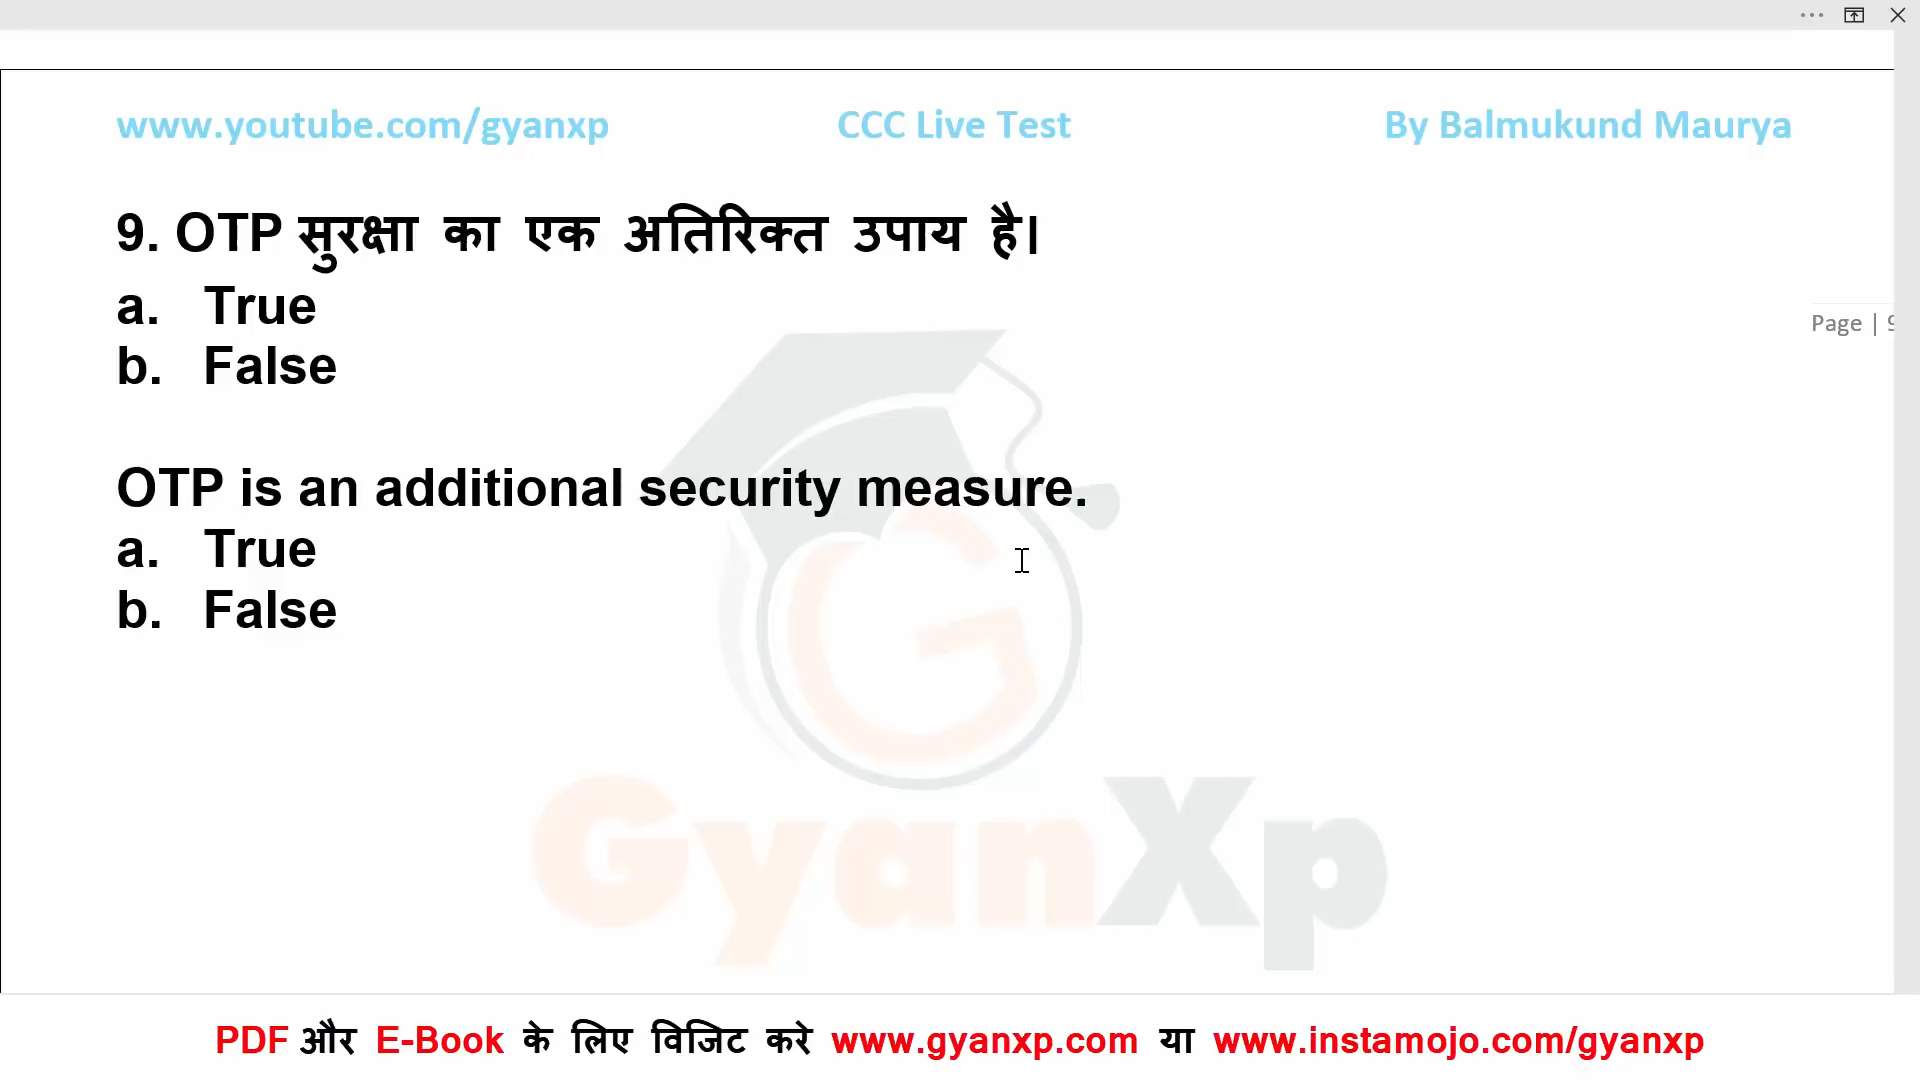 www.youtube.com/gyanxp CCC Live Test By Balmukund Maurya
9. OTP सुरक्षा का एक अतिरिक्त उपाय है।
a. True
Page | 9
b. False
OTP is an additional security measure.
a. True
b. False
G
GyanXp
PDF और E-Book के लिए विजिट करे www.gyanxp.com या www.instamojo.com/gyanxp